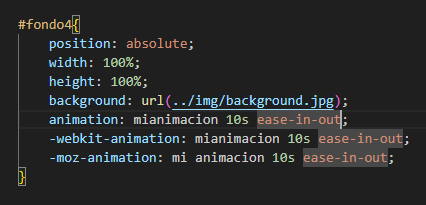 #fondo4{
position: absolute;
width: 100%;
height: 100%;
background: url(../img/background.jpg);
animation: mianimacion 10s ease-in-out;
-webkit-animation: mianimacion 10s ease-in-out;
-moz-animation: mi animacion 10s ease-in-out;
}